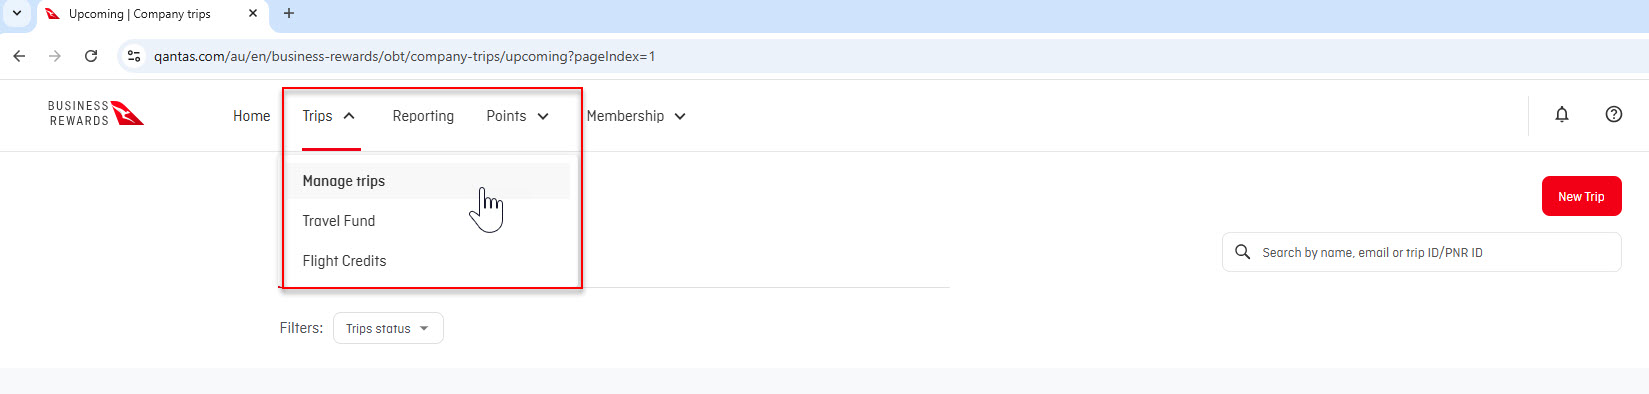 Upcoming | Company trips
qantas.com/au/en/business-rewards/obt/company-trips/upcoming?pageIndex=1
BUSINESS
REWARDS
Home Trips Reporting Points Membership
Manage trips
Travel Fund
Flight Credits
New Trip
Search by name, email or trip ID/PNR ID
Filters: Trips status